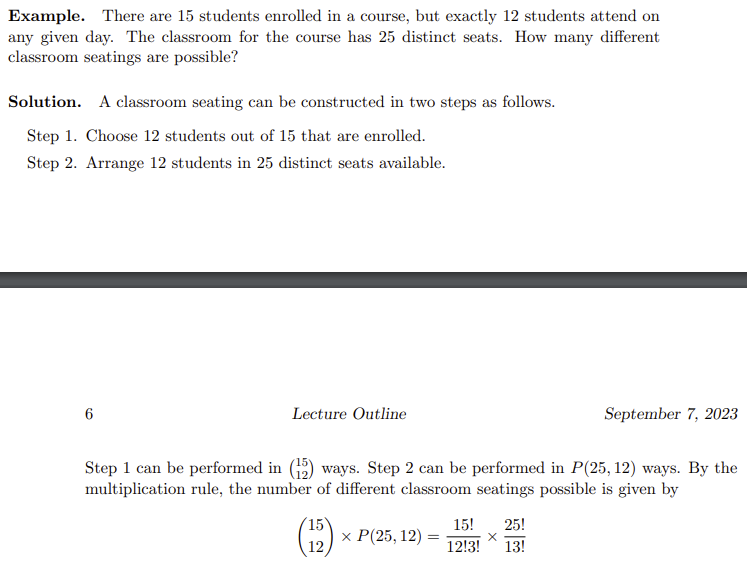 Example. There are 15 students enrolled in a course, but exactly 12 students attend on
any given day. The classroom for the course has 25 distinct seats. How many different
classroom seatings are possible?
Solution. A classroom seating can be constructed in two steps as follows.
Step 1. Choose 12 students out of 15 that are enrolled.
Step 2. Arrange 12 students in 25 distinct seats available.
6 Lecture Outline September 7, 2023
Step 1 can be performed in \binom{15}{12} ways. Step 2 can be performed in P(25, 12) ways. By the
multiplication rule, the number of different classroom seatings possible is given by
\binom{15}{12} × P(25, 12) = \frac{15!}{12!3!} × \frac{25!}{13!}